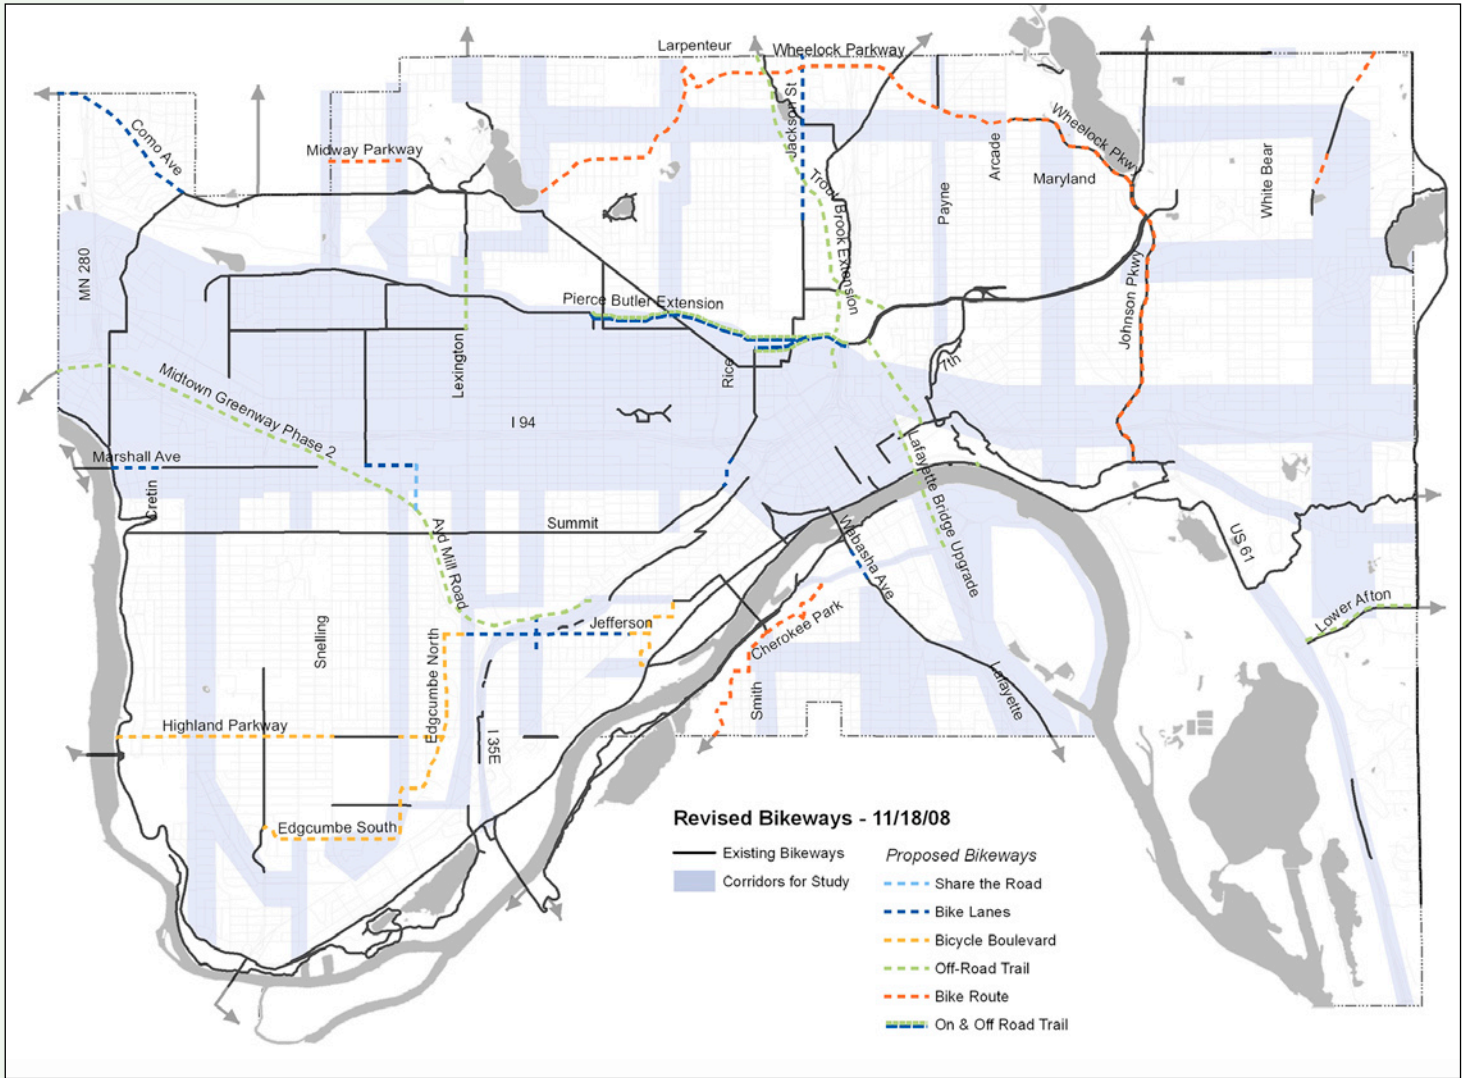 Larpenteur
Wheelock Parkway
Como Ave
Midway Parkway
Jackson St
Wheelock Pkwy
Arcade
Maryland
White Bear
Payne
Trout Brook Extension
MN 280
Pierce Butler Extension
Johnson Pkwy
Lexington
Rice
7th
Midtown Greenway Phase 2
I 94
Marshall Ave
Cretin
Lafayette Bridge Upgrade
Summit
Ayd Mill Road
Wabasha Ave
US 61
Lower Afton
Snelling
Jefferson
Cherokee Park
Edgcumbe North
Smith
Lafayette
Highland Parkway
I 35E
Edgcumbe South
Revised Bikeways - 11/18/08
Existing Bikeways
Corridors for Study
Proposed Bikeways
Share the Road
Bike Lanes
Bicycle Boulevard
Off-Road Trail
Bike Route
On & Off Road Trail